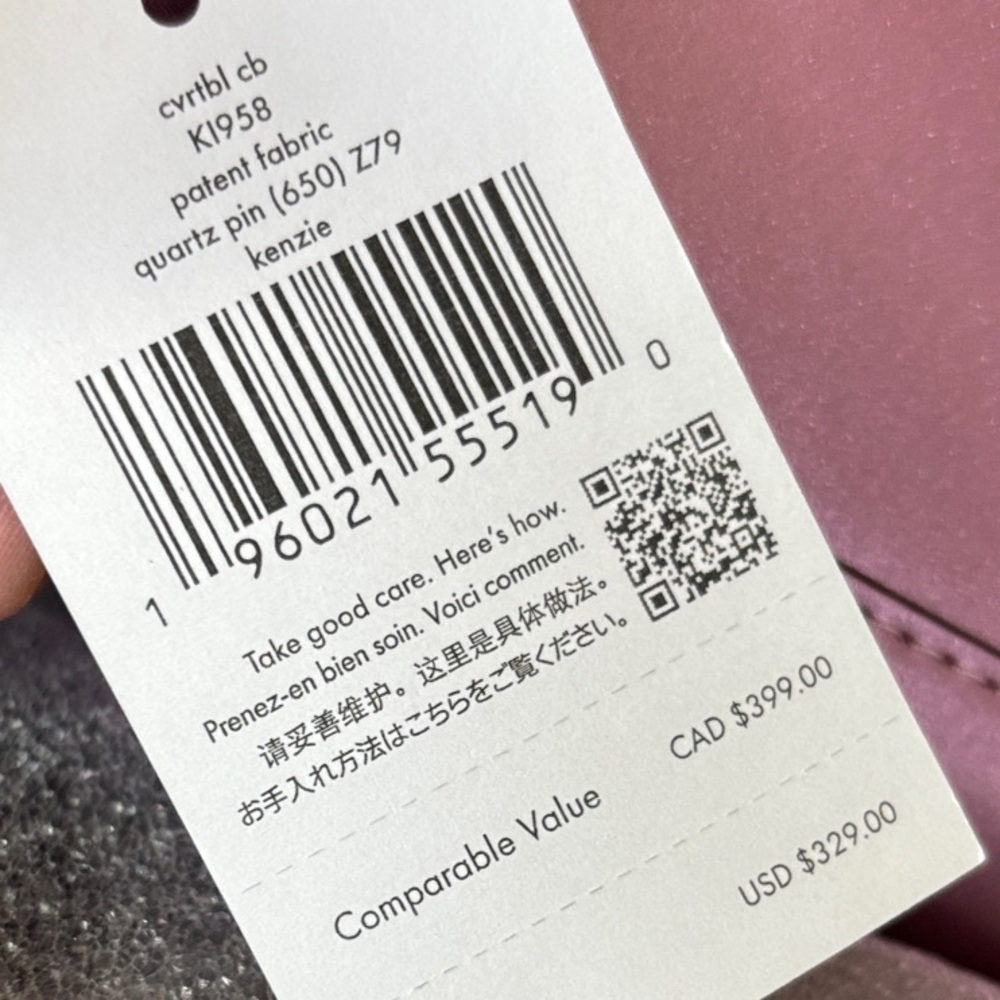 cvrtbl cb
KI958
patent fabric
quartz pin (650) Z79
kenzie
1 96021 55519 0
Take good care. Here's how.
Prenez-en bien soin. Voici comment.
请妥善维护。这里是具体做法。
お手入れ方法はこちらをご覧ください。
CAD $399.00
Comparable Value
USD $329.00